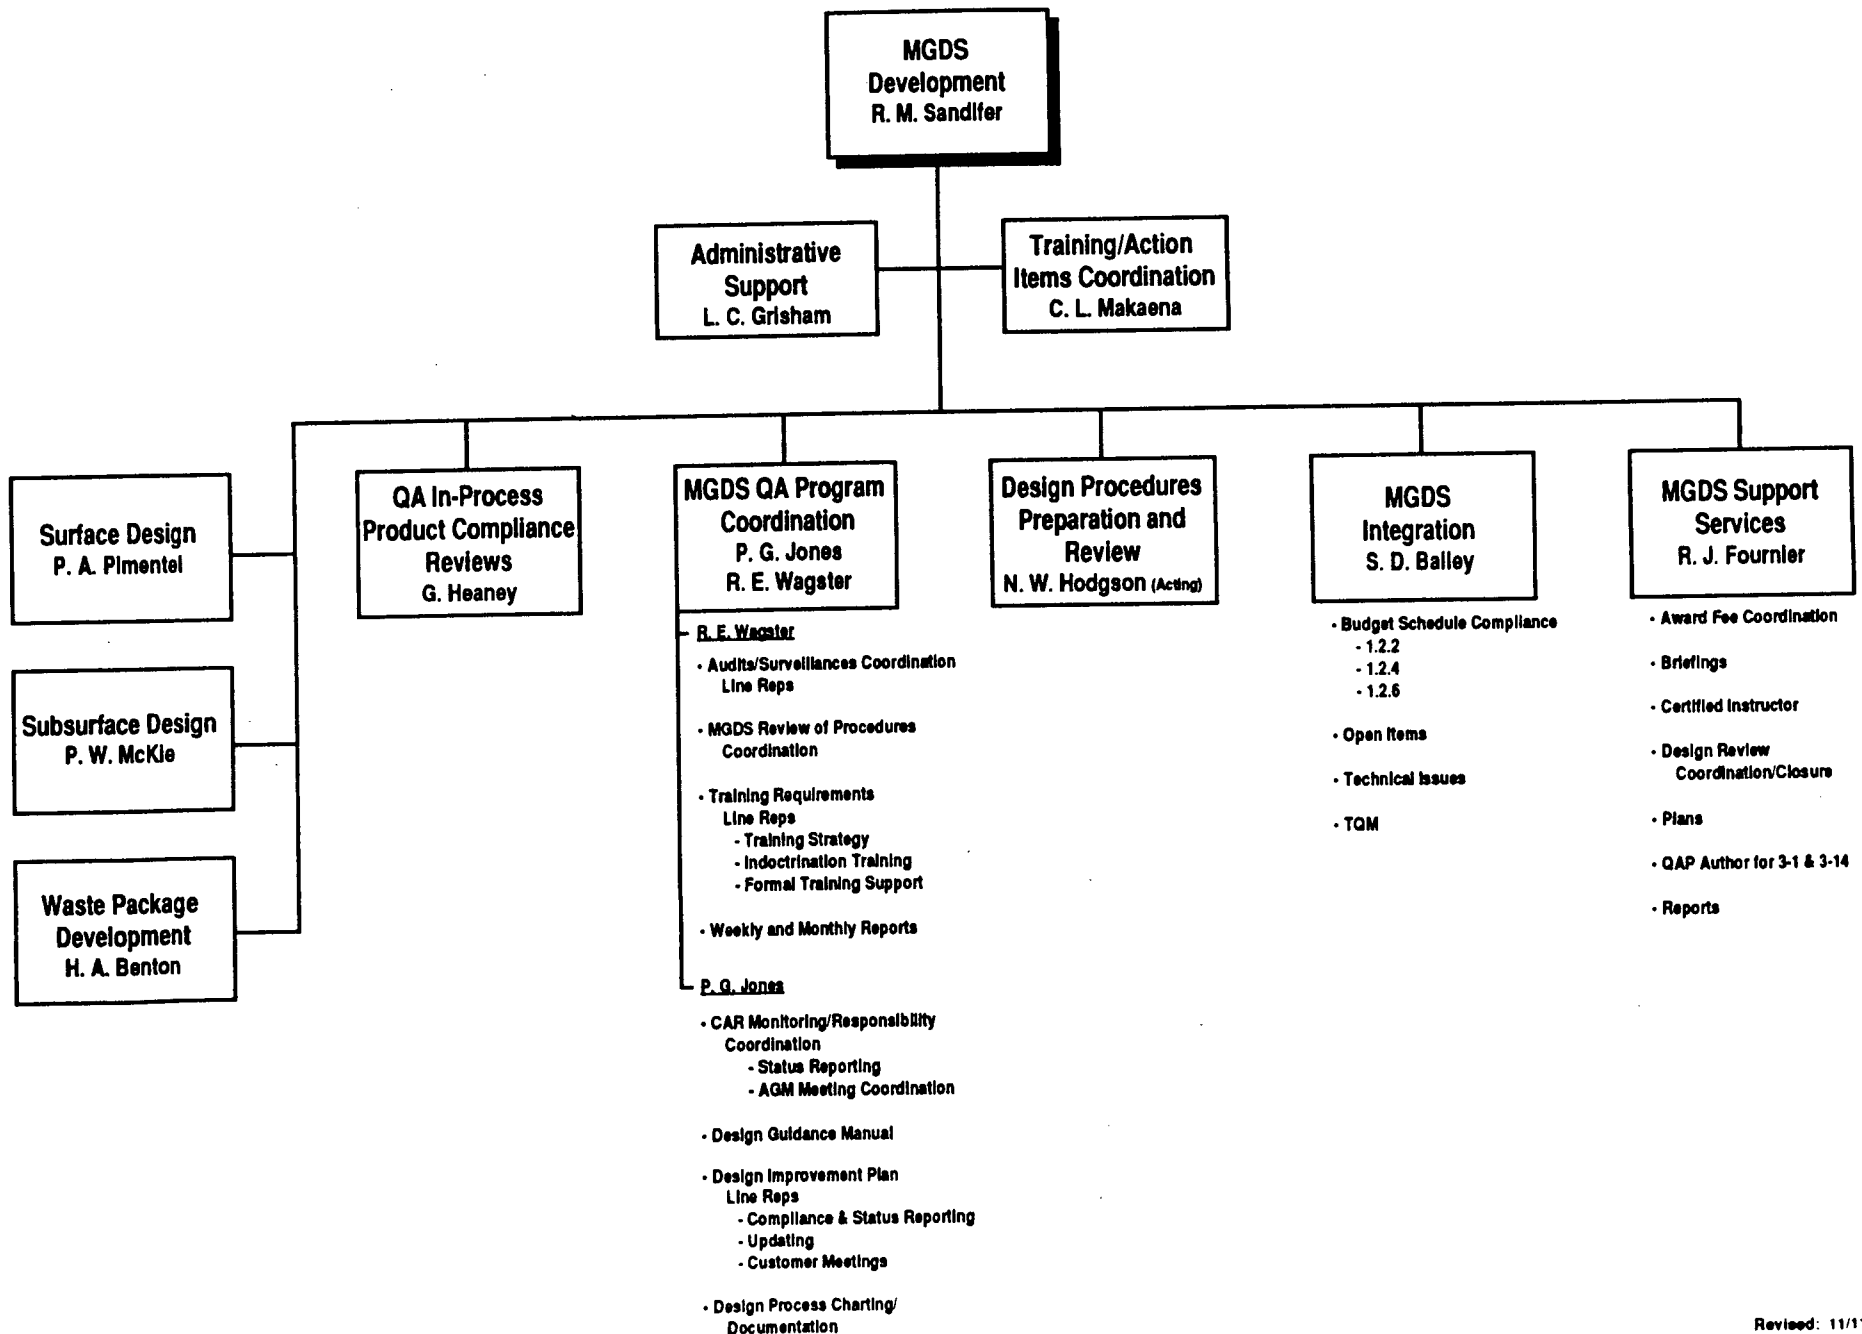 MGDS
Development
R. M. Sandifer
Administrative
Support
L. C. Grisham
Training/Action
Items Coordination
C. L. Makaena
Surface Design
P. A. Pimentel
Subsurface Design
P. W. McKie
Waste Package
Development
H. A. Benton
QA In-Process
Product Compliance
Reviews
G. Heaney
MGDS QA Program
Coordination
P. G. Jones
R. E. Wagster
R. E. Wagster
• Audits/Surveillances Coordination
Line Reps
• MGDS Review of Procedures
Coordination
• Training Requirements
Line Reps
- Training Strategy
- Indoctrination Training
- Formal Training Support
• Weekly and Monthly Reports
P. G. Jones
• CAR Monitoring/Responsibility
Coordination
- Status Reporting
- AGM Meeting Coordination
• Design Guidance Manual
• Design Improvement Plan
Line Reps
- Compliance & Status Reporting
- Updating
- Customer Meetings
• Design Process Charting/
Documentation
Design Procedures
Preparation and
Review
N. W. Hodgson (Acting)
MGDS
Integration
S. D. Bailey
• Budget Schedule Compliance
- 1.2.2
- 1.2.4
- 1.2.6
• Open Items
• Technical Issues
• TQM
MGDS Support
Services
R. J. Fournier
• Award Fee Coordination
• Briefings
• Certified Instructor
• Design Review
Coordination/Closure
• Plans
• QAP Author for 3-1 & 3-14
• Reports
Revised: